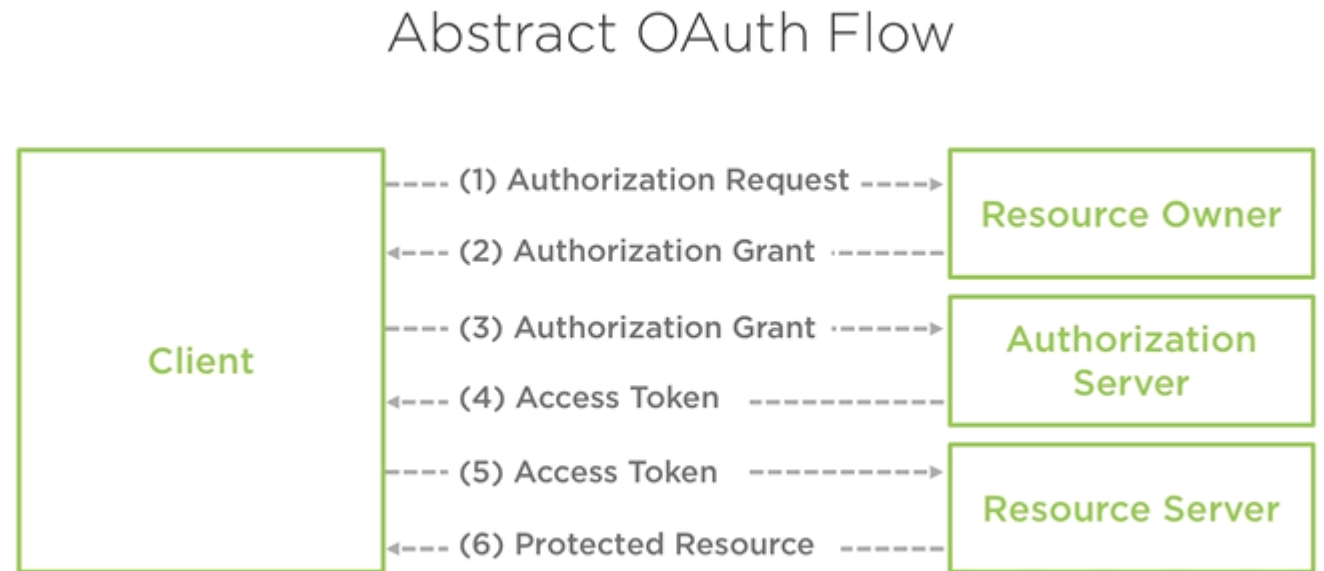 Abstract OAuth Flow
Client
(1) Authorization Request
(2) Authorization Grant
(3) Authorization Grant
(4) Access Token
(5) Access Token
(6) Protected Resource
Resource Owner
Authorization
Server
Resource Server